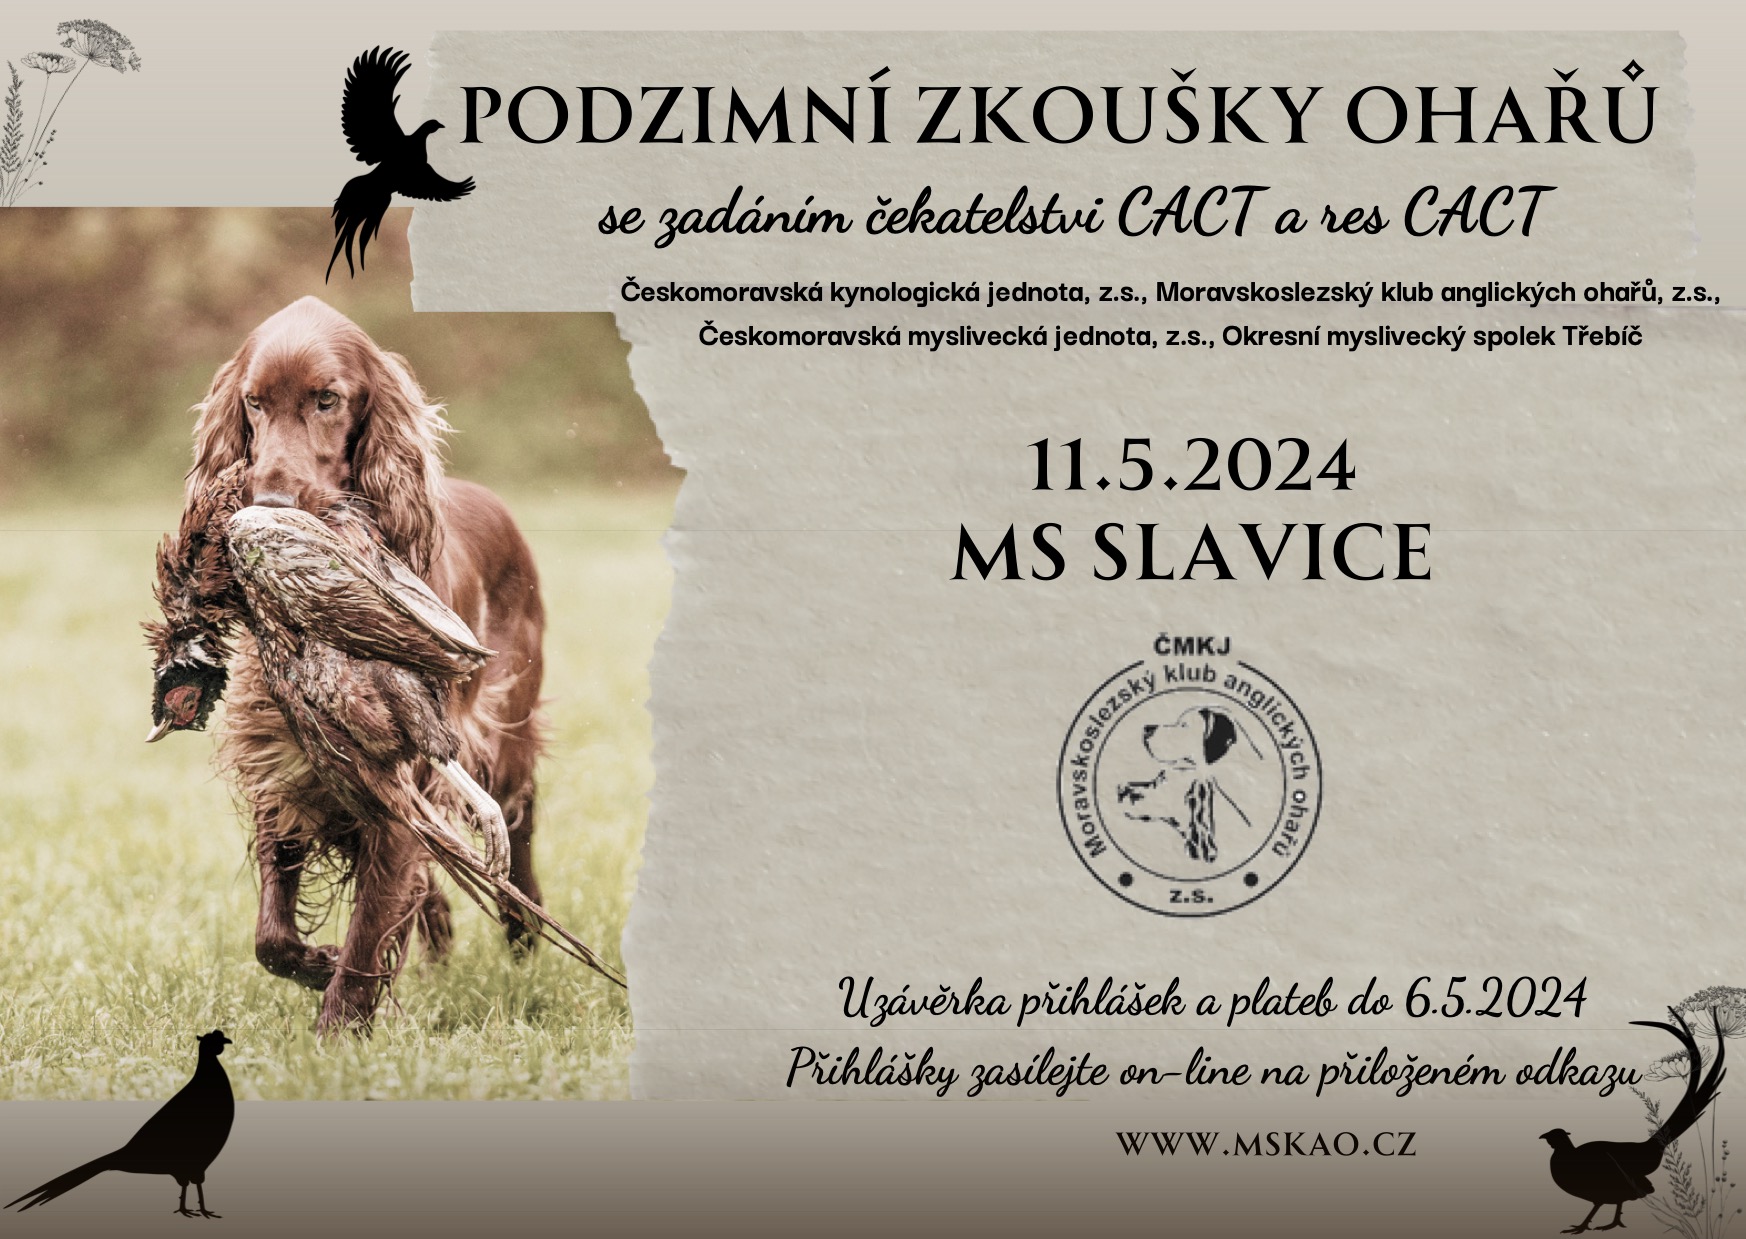 PODZIMNÍ ZKOUŠKY OHAŘŮ
se zadáním čekatelstvi CACT a res CACT
Českomoravská kynologická jednota, z.s., Moravskoslezský klub anglických ohařů, z.s.,
Českomoravská myslivecká jednota, z.s., Okresní myslivecký spolek Třebíč
11.5.2024
MS SLAVICE
ČMKJ
Moravskoslezský klub anglických ohařů
z.s.
Uzávěrka přihlášek a plateb do 6.5.2024
Přihlášky zasílejte on-line na přiloženém odkazu
WWW.MSKAO.CZ